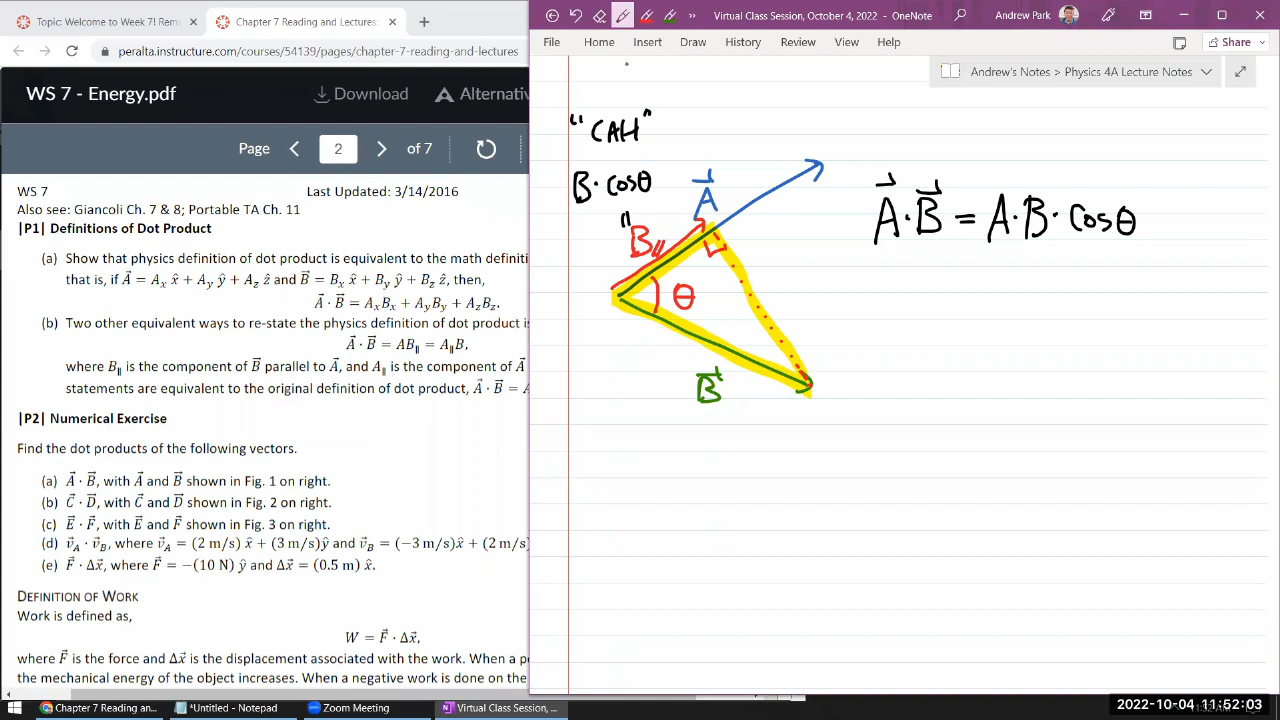 Topic: Welcome to Week 7! Rem
Chapter 7 Reading and Lectures:
peralta.instructure.com/courses/54139/pages/chapter-7-reading-and-lectures
WS 7 - Energy.pdf
Download
Alternativ
Page
2
of 7
WS 7
Last Updated: 3/14/2016
Also see: Giancoli Ch. 7 & 8; Portable TA Ch. 11
|P1| Definitions of Dot Product
(a) Show that physics definition of dot product is equivalent to the math definiti
that is, if A⃗ = Aₓ x̂ + A_y ŷ + A_z ẑ and B⃗ = Bₓ x̂ + B_y ŷ + B_z ẑ, then,
A⃗ · B⃗ = AₓBₓ + A_yB_y + A_zB_z.
(b) Two other equivalent ways to re-state the physics definition of dot product is
A⃗ · B⃗ = AB∥ = A∥B,
where B∥ is the component of B⃗ parallel to A⃗, and A∥ is the component of A⃗
statements are equivalent to the original definition of dot product, A⃗ · B⃗ = A
|P2| Numerical Exercise
Find the dot products of the following vectors.
(a) A⃗ · B⃗, with A⃗ and B⃗ shown in Fig. 1 on right.
(b) C⃗ · D⃗, with C⃗ and D⃗ shown in Fig. 2 on right.
(c) E⃗ · F⃗, with E⃗ and F⃗ shown in Fig. 3 on right.
(d) v⃗_A · v⃗_B, where v⃗_A = (2 m/s) x̂ + (3 m/s)ŷ and v⃗_B = (−3 m/s)x̂ + (2 m/s
(e) F⃗ · Δx⃗, where F⃗ = −(10 N) ŷ and Δx⃗ = (0.5 m) x̂.
DEFINITION OF WORK
Work is defined as,
W = F⃗ · Δx⃗,
where F⃗ is the force and Δx⃗ is the displacement associated with the work. When a p
the mechanical energy of the object increases. When a negative work is done on the
Virtual Class Session, October 4, 2022 - OneNote
Andrew Park
File Home Insert Draw History Review View Help
Share
Andrew's Notes > Physics 4A Lecture Notes
"CAH"
B·cosθ
"
A⃗
B∥
θ
B⃗
A⃗·B⃗ = A·B·cosθ
Chapter 7 Reading an...
*Untitled - Notepad
Zoom Meeting
Virtual Class Session,...
2022-10-04 11:52:03